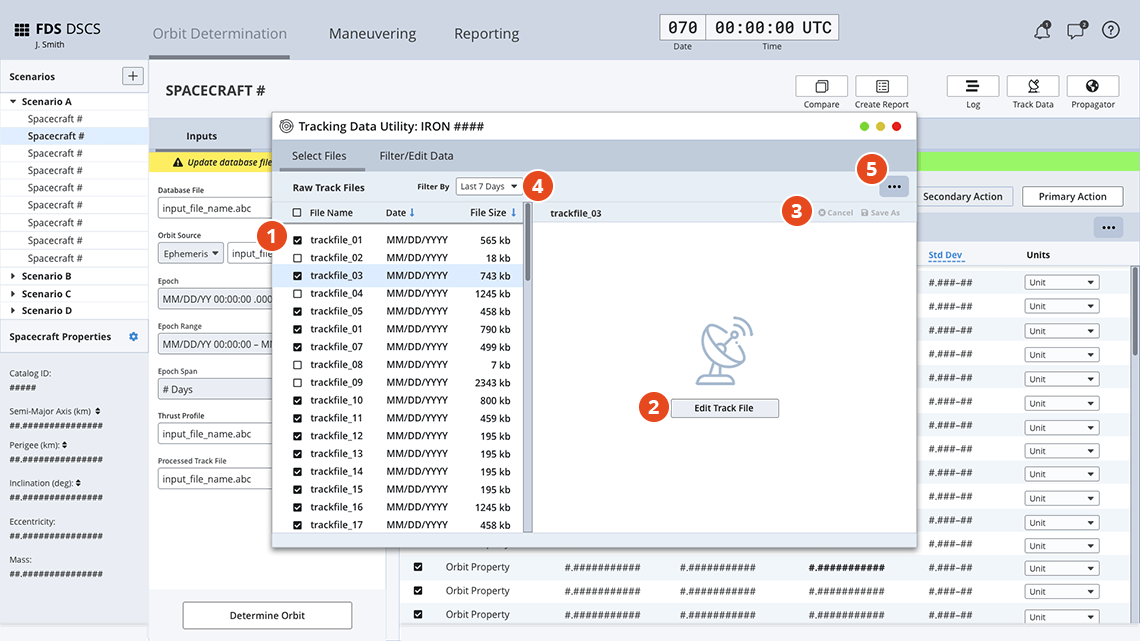 FDS DSCS
J. Smith
Orbit Determination
Maneuvering
Reporting
070
00:00:00 UTC
Date
Time
1
2
?
Scenarios
+
Scenario A
Spacecraft #
Spacecraft #
Spacecraft #
Spacecraft #
Spacecraft #
Spacecraft #
Spacecraft #
Spacecraft #
Spacecraft #
Scenario B
Scenario C
Scenario D
Spacecraft Properties
Catalog ID:
#####
Semi-Major Axis (km)
##.###############
Perigee (km):
##.###############
Inclination (deg):
##.###############
Eccentricity:
##.###############
Mass:
##.###############
SPACECRAFT #
Compare
Create Report
Log
Track Data
Propagator
Inputs
Update database file
Database File
input_file_name.abc
Orbit Source
Ephemeris
input_file
Epoch
MM/DD/YY 00:00:00 .000
Epoch Range
MM/DD/YY 00:00:00 – MM
Epoch Span
# Days
Thrust Profile
input_file_name.abc
Processed Track File
input_file_name.abc
Determine Orbit
Tracking Data Utility: IRON ####
Select Files
Filter/Edit Data
5
Raw Track Files
Filter By
Last 7 Days
4
•••
File Name
Date
File Size
1
trackfile_01 MM/DD/YYYY 565 kb
trackfile_02 MM/DD/YYYY 18 kb
trackfile_03 MM/DD/YYYY 743 kb
trackfile_04 MM/DD/YYYY 1245 kb
trackfile_05 MM/DD/YYYY 458 kb
trackfile_01 MM/DD/YYYY 790 kb
trackfile_07 MM/DD/YYYY 499 kb
trackfile_08 MM/DD/YYYY 7 kb
trackfile_09 MM/DD/YYYY 2343 kb
trackfile_10 MM/DD/YYYY 800 kb
trackfile_11 MM/DD/YYYY 459 kb
trackfile_12 MM/DD/YYYY 195 kb
trackfile_13 MM/DD/YYYY 195 kb
trackfile_14 MM/DD/YYYY 195 kb
trackfile_15 MM/DD/YYYY 195 kb
trackfile_16 MM/DD/YYYY 1245 kb
trackfile_17 MM/DD/YYYY 458 kb
trackfile_03
3
Cancel
Save As
2
Edit Track File
Secondary Action
Primary Action
•••
Std Dev
Units
#.###–## Unit
#.###–## Unit
#.###–## Unit
#.###–## Unit
#.###–## Unit
#.###–## Unit
#.###–## Unit
#.###–## Unit
#.###–## Unit
#.###–## Unit
#.###–## Unit
#.###–## Unit
Orbit Property #.########### #.########### #.########### #.###–## Unit
Orbit Property #.########### #.########### #.########### #.###–## Unit
Orbit Property #.########### #.########### #.########### #.###–## Unit